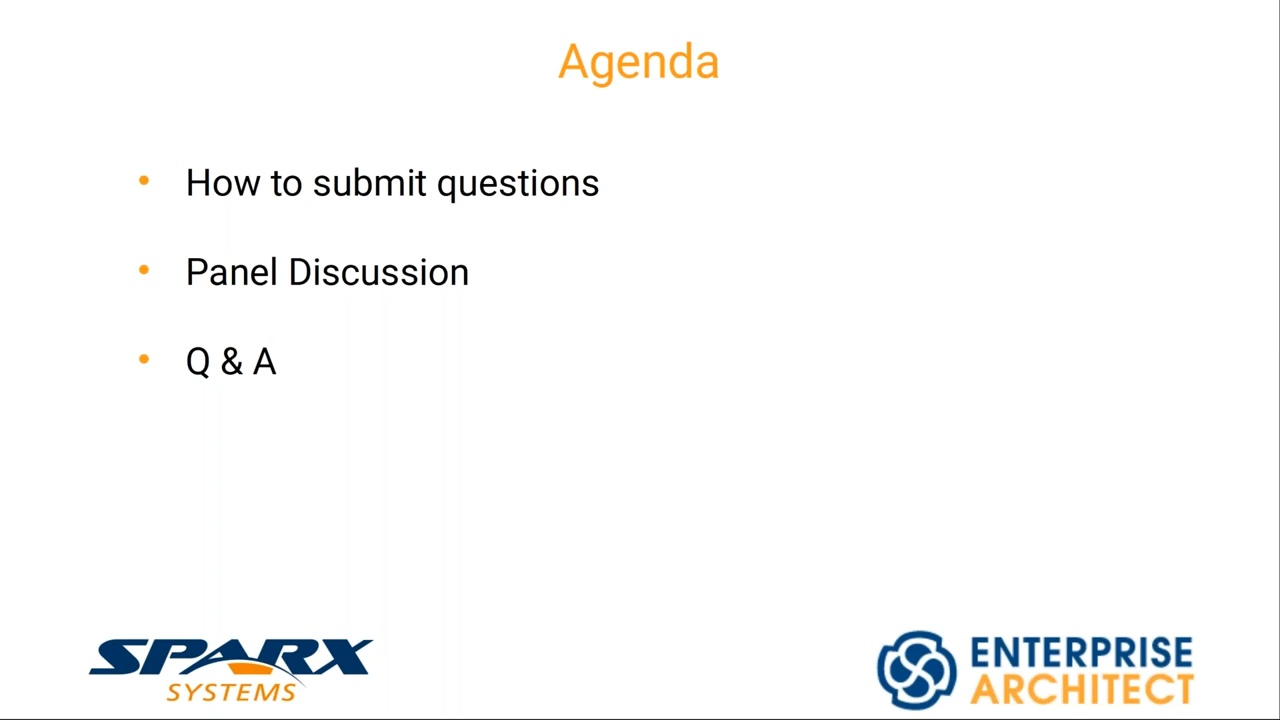 Agenda
• How to submit questions
• Panel Discussion
• Q & A
SPARX
SYSTEMS
ENTERPRISE
ARCHITECT